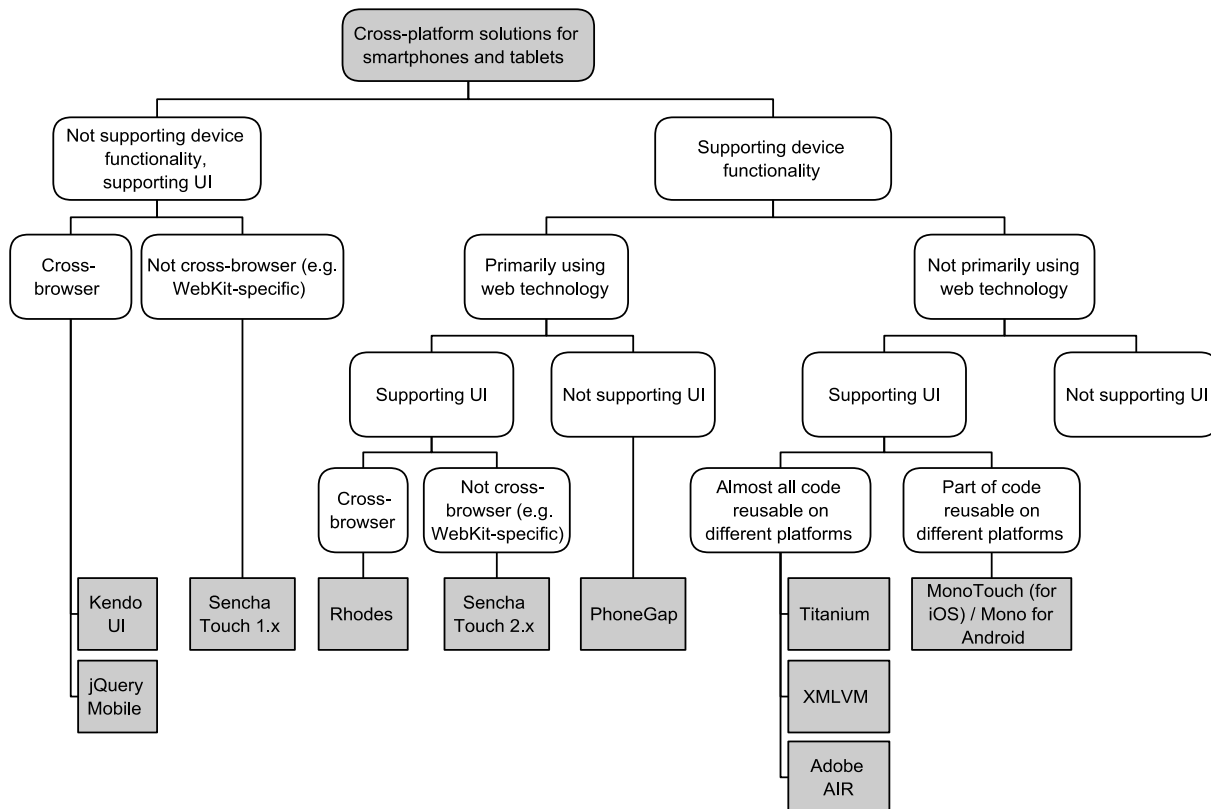 Cross-platform solutions for
smartphones and tablets
Not supporting device
functionality,
supporting UI
Supporting device
functionality
Cross-
browser
Not cross-browser (e.g.
WebKit-specific)
Primarily using
web technology
Not primarily using
web technology
Supporting UI
Not supporting UI
Supporting UI
Not supporting UI
Cross-
browser
Not cross-
browser (e.g.
WebKit-specific)
Almost all code
reusable on
different platforms
Part of code
reusable on
different platforms
Kendo
UI
Sencha
Touch 1.x
Rhodes
Sencha
Touch 2.x
PhoneGap
Titanium
MonoTouch (for
iOS) / Mono for
Android
jQuery
Mobile
XMLVM
Adobe
AIR